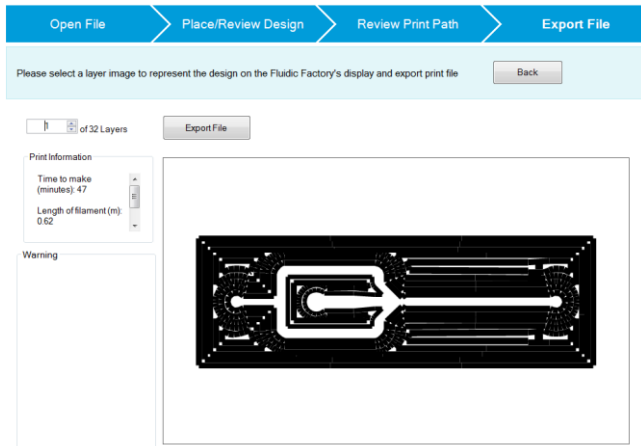 Open File
Place/Review Design
Review Print Path
Export File
Please select a layer image to represent the design on the Fluidic Factory's display and export print file
Back
of 32 Layers
Export File
Print Information
Time to make
(minutes): 47
Length of filament (m):
0.62
Warning